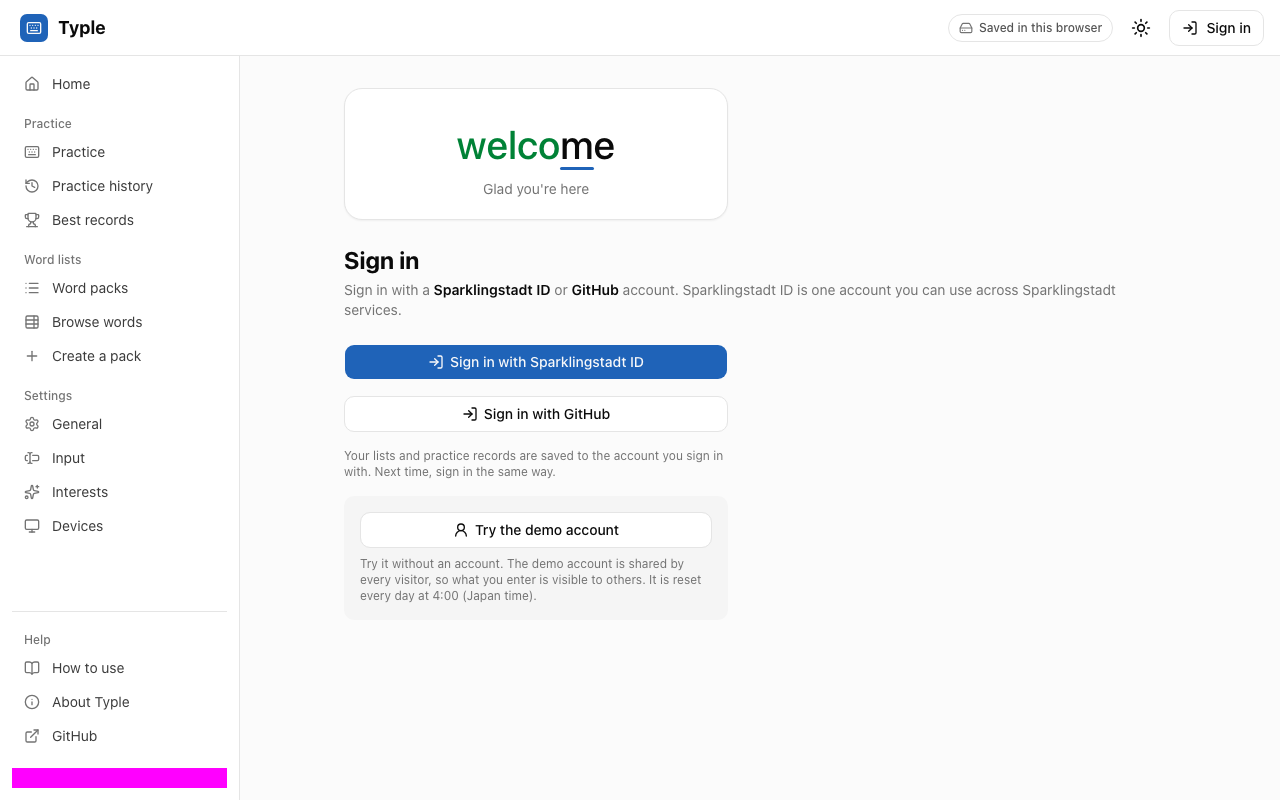 Typle
Saved in this browser
Sign in
Home
Practice
Practice
Practice history
Best records
Word lists
Word packs
Browse words
Create a pack
Settings
General
Input
Interests
Devices
Help
How to use
About Typle
GitHub
welcome
Glad you're here
Sign in
Sign in with a Sparklingstadt ID or GitHub account. Sparklingstadt ID is one account you can use across Sparklingstadt
services.
Sign in with Sparklingstadt ID
Sign in with GitHub
Your lists and practice records are saved to the account you sign in
with. Next time, sign in the same way.
Try the demo account
Try it without an account. The demo account is shared by
every visitor, so what you enter is visible to others. It is reset
every day at 4:00 (Japan time).